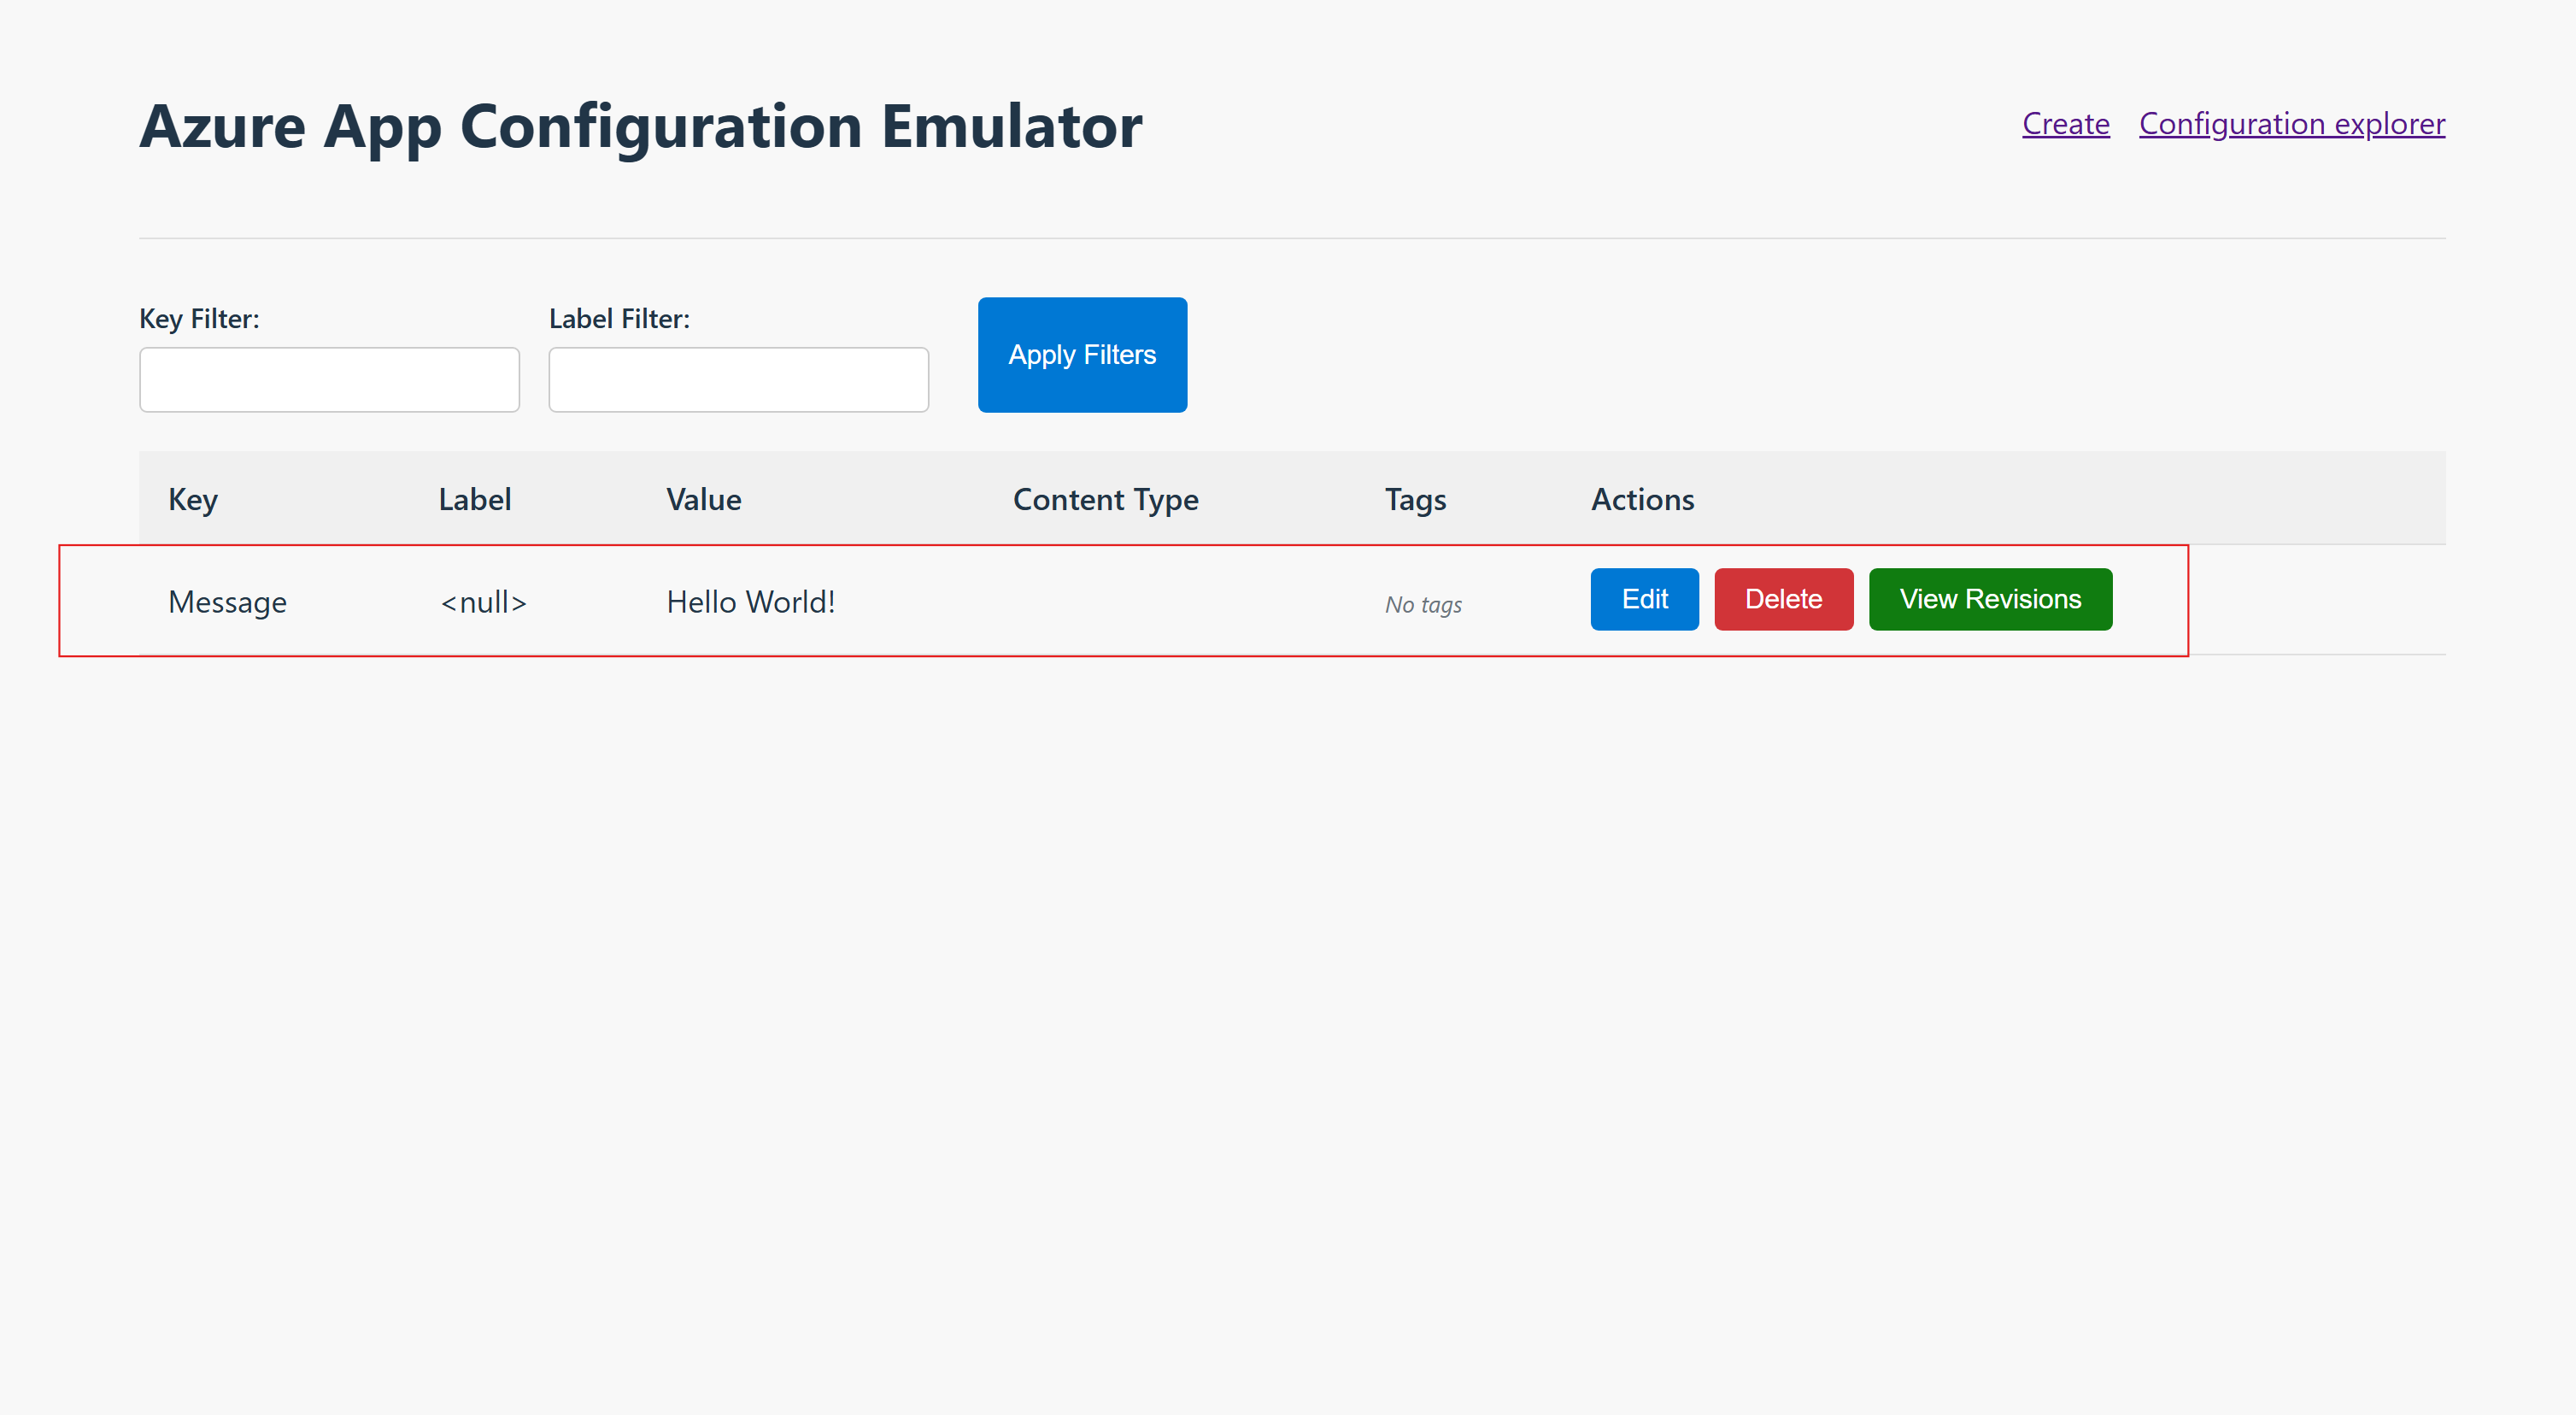 Azure App Configuration Emulator
Create Configuration explorer
Key Filter: Label Filter:
Apply Filters
Key Label Value Content Type Tags Actions
Message <null> Hello World! No tags Edit Delete View Revisions